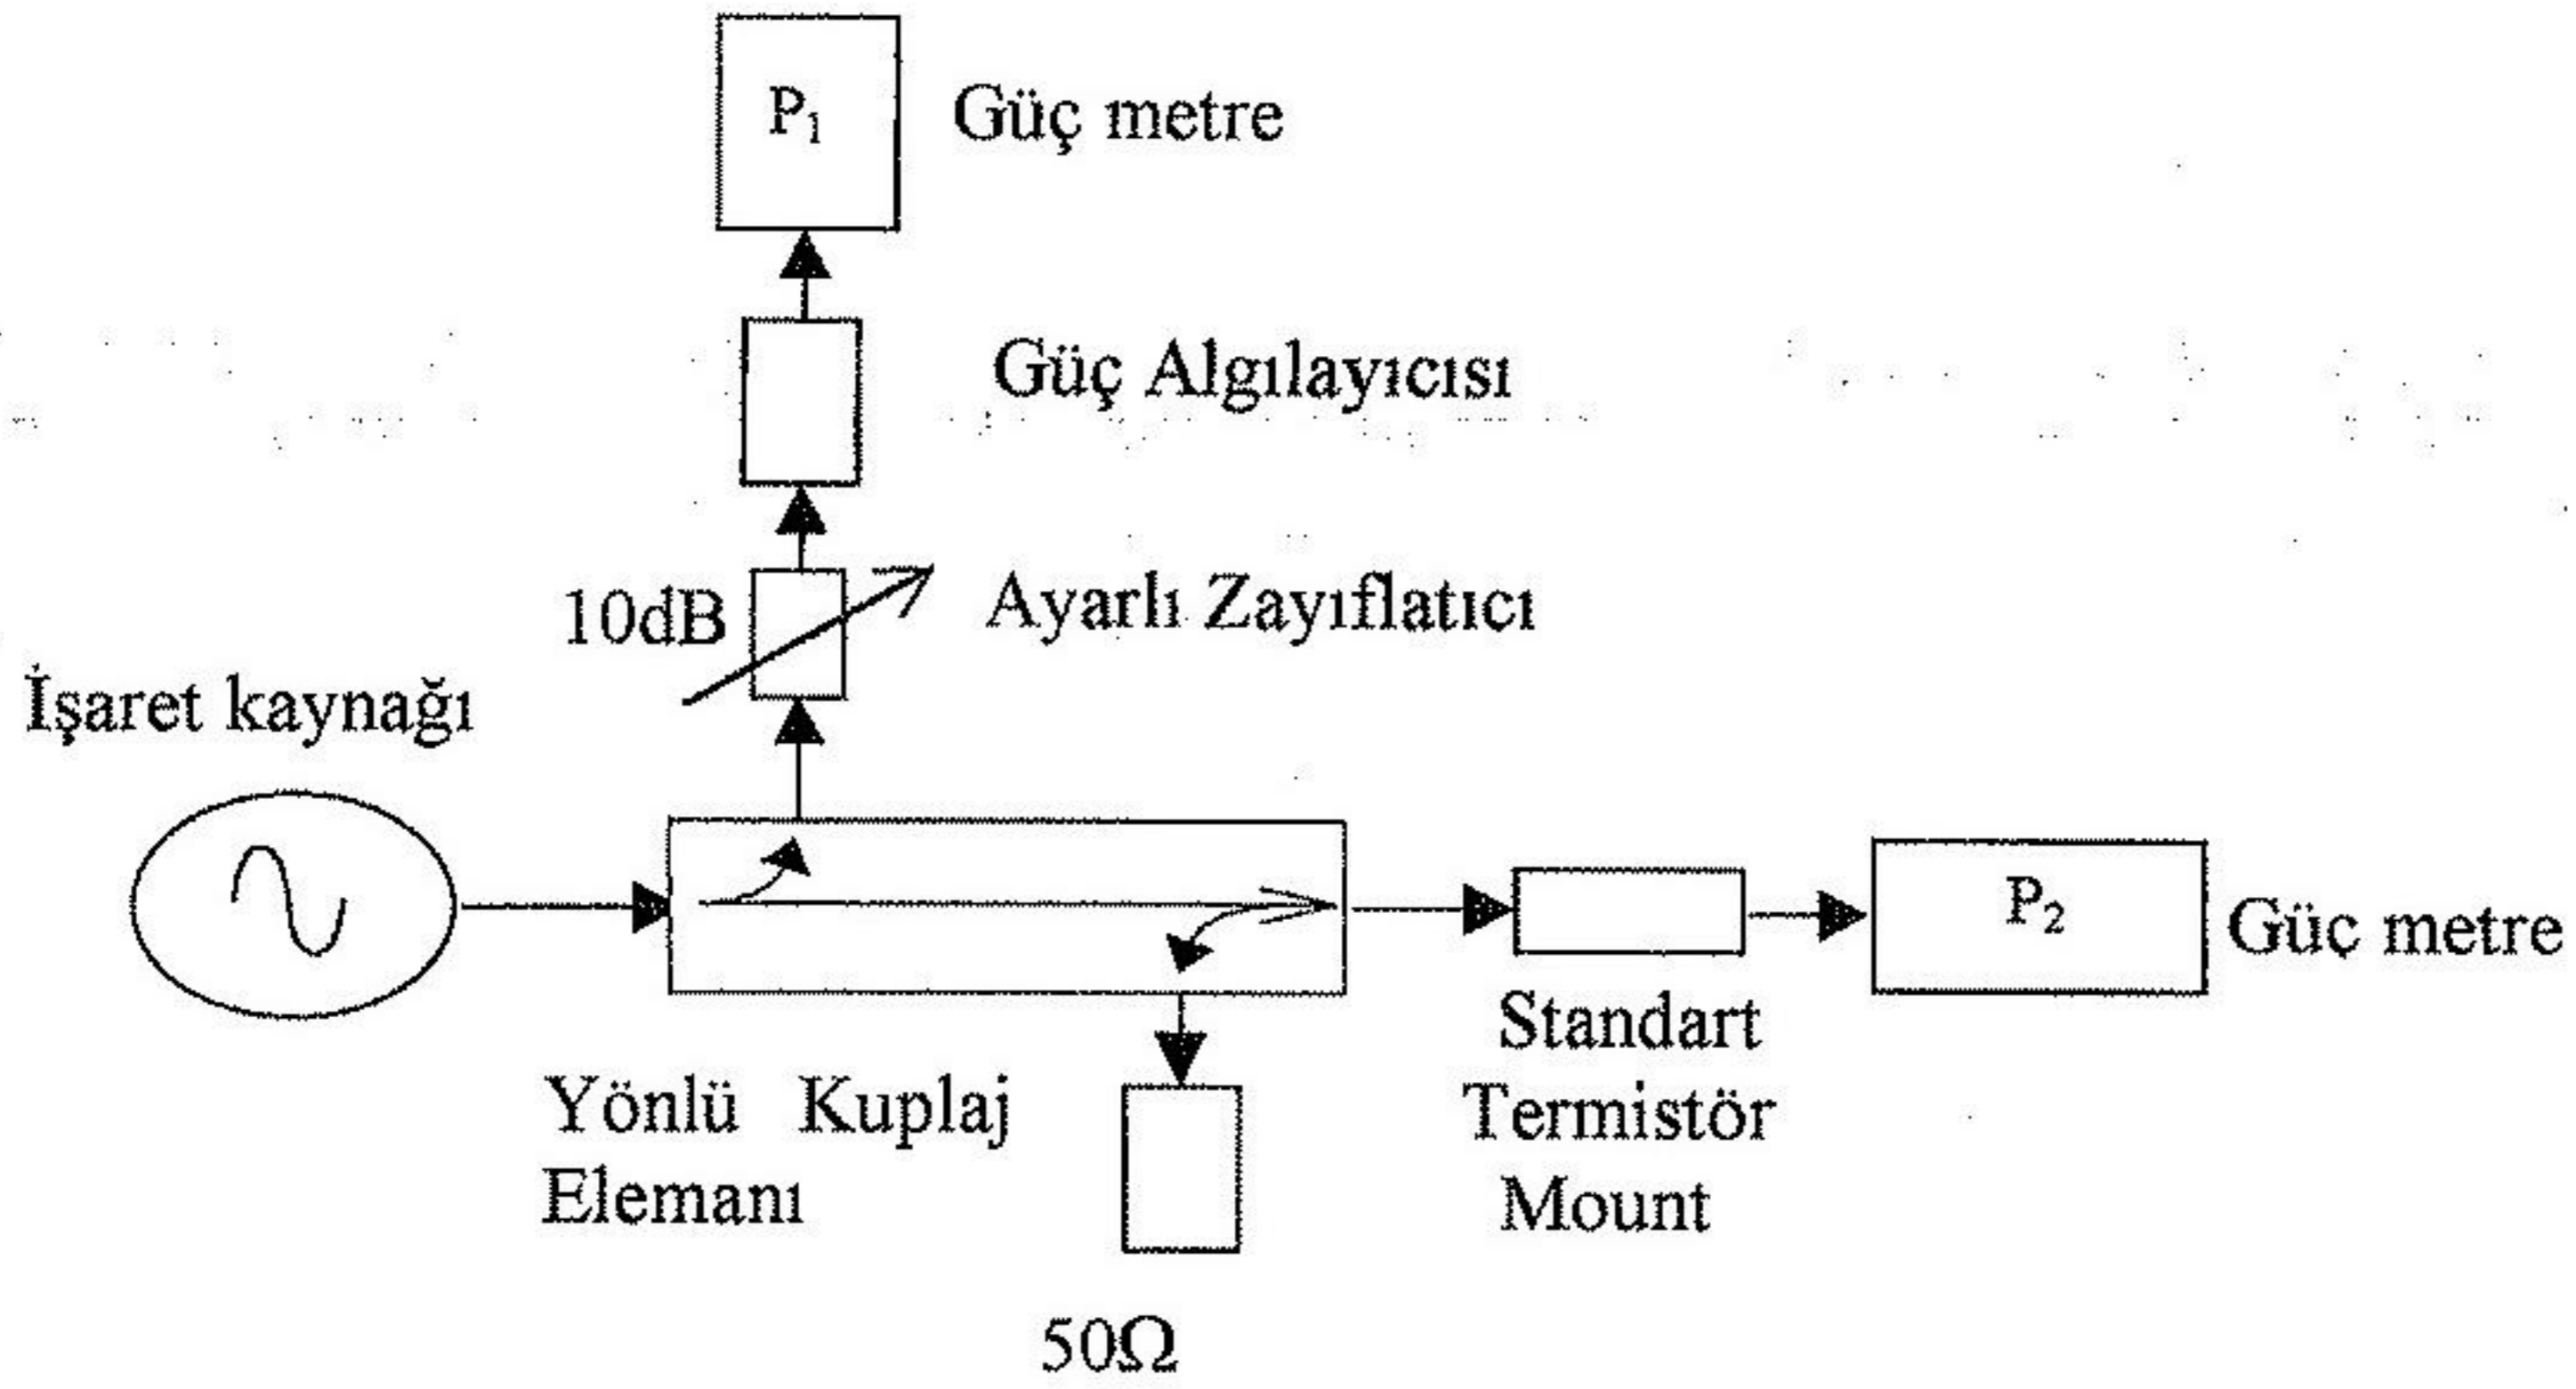 P₁
Güç metre
Güç Algılayıcısı
10dB
Ayarlı Zayıflatıcı
İşaret kaynağı
P₂
Güç metre
Standart
Termistör
Mount
Yönlü Kuplaj
Elemanı
50Ω